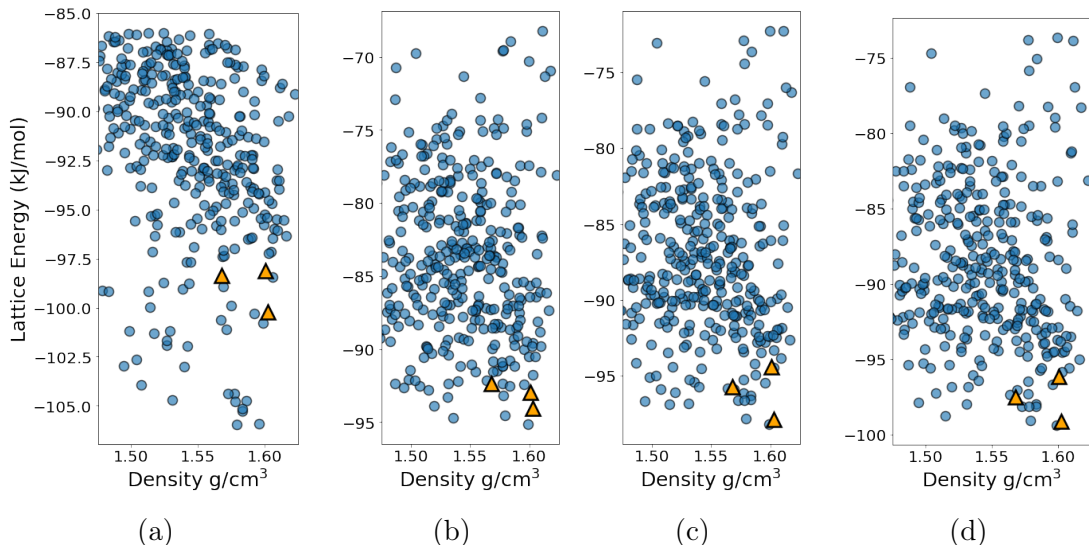 Lattice Energy (kJ/mol)
−85.0
−87.5
−90.0
−92.5
−95.0
−97.5
−100.0
−102.5
−105.0
1.50 1.55 1.60
Density g/cm³
(a)
−70
−75
−80
−85
−90
−95
1.50 1.55 1.60
Density g/cm³
(b)
−75
−80
−85
−90
−95
1.50 1.55 1.60
Density g/cm³
(c)
−75
−80
−85
−90
−95
−100
1.50 1.55 1.60
Density g/cm³
(d)